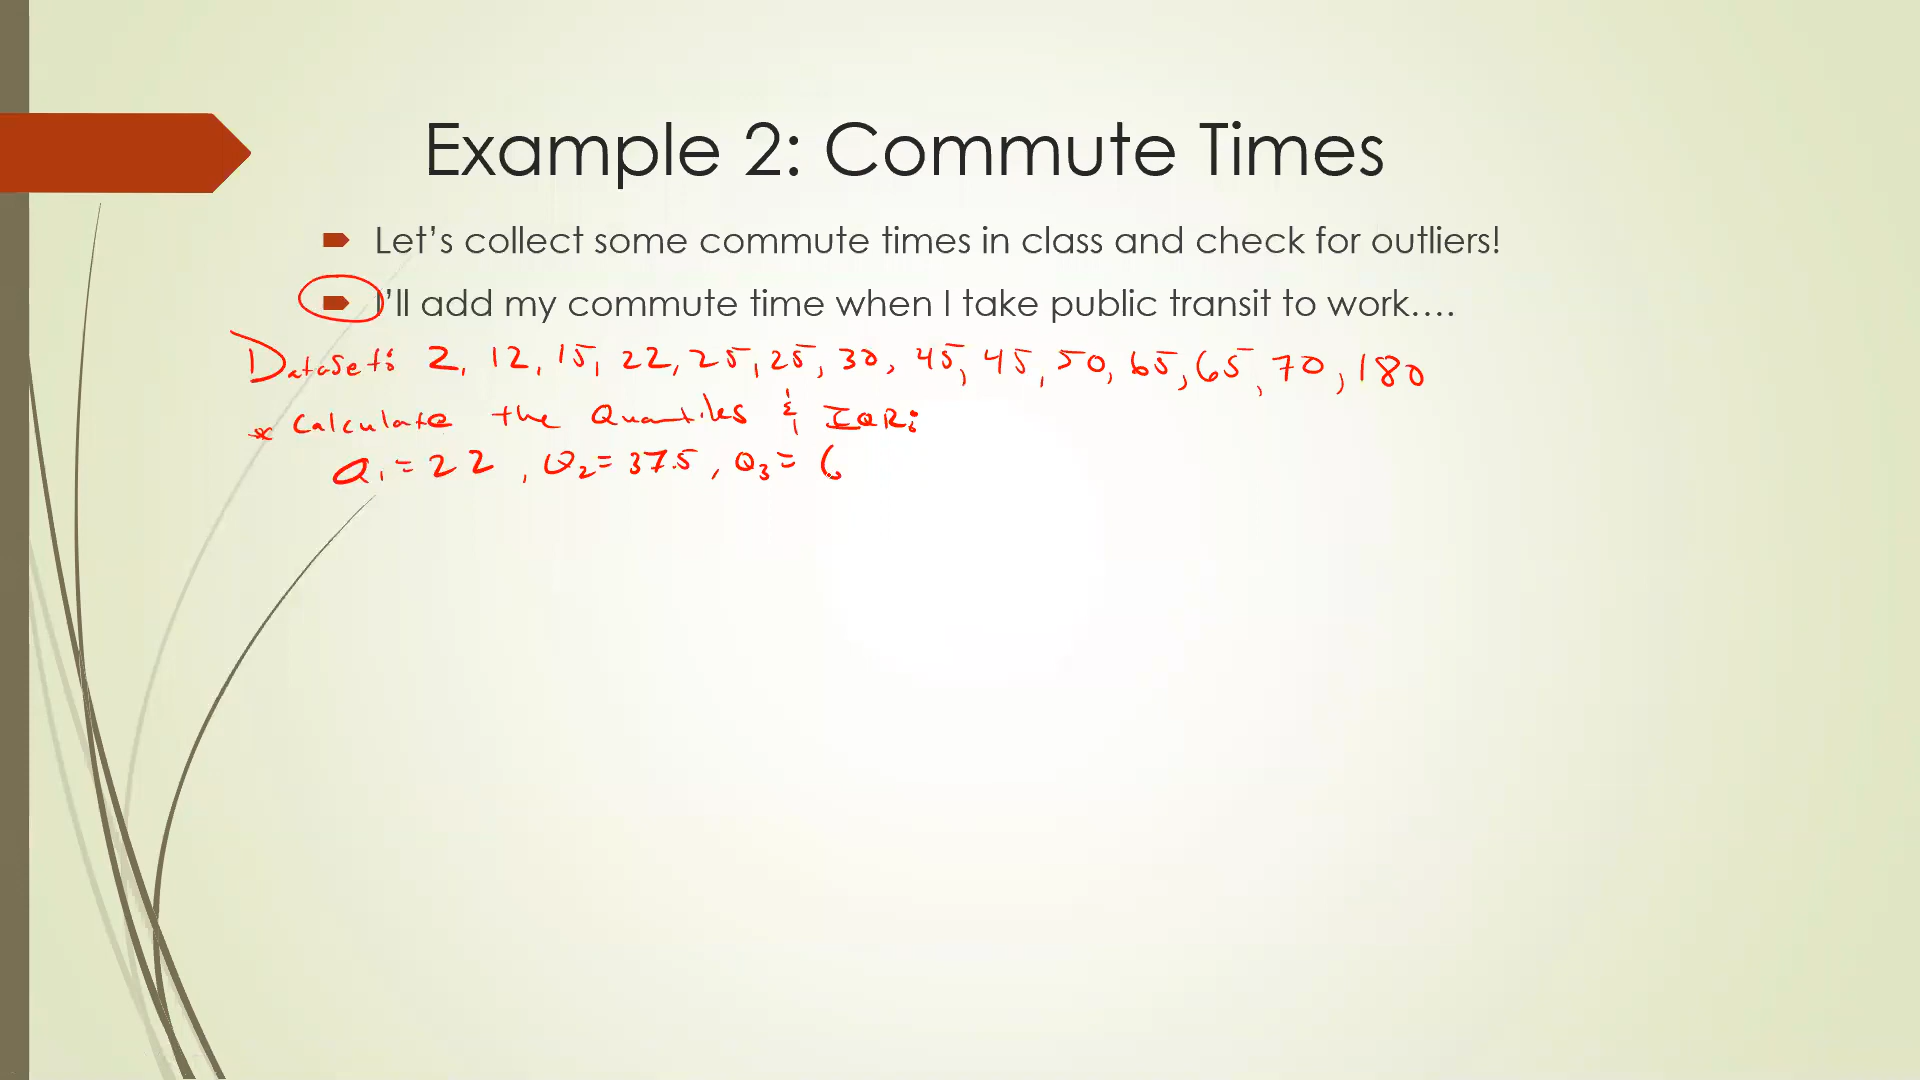 Example 2: Commute Times
Let's collect some commute times in class and check for outliers!
I'll add my commute time when I take public transit to work....
Dataset: 2, 12, 15, 22, 25, 25, 30, 45, 45, 50, 65, 65, 70, 180
* Calculate the Quantiles & IQR:
Q₁ = 22, Q₂ = 37.5, Q₃ = 6